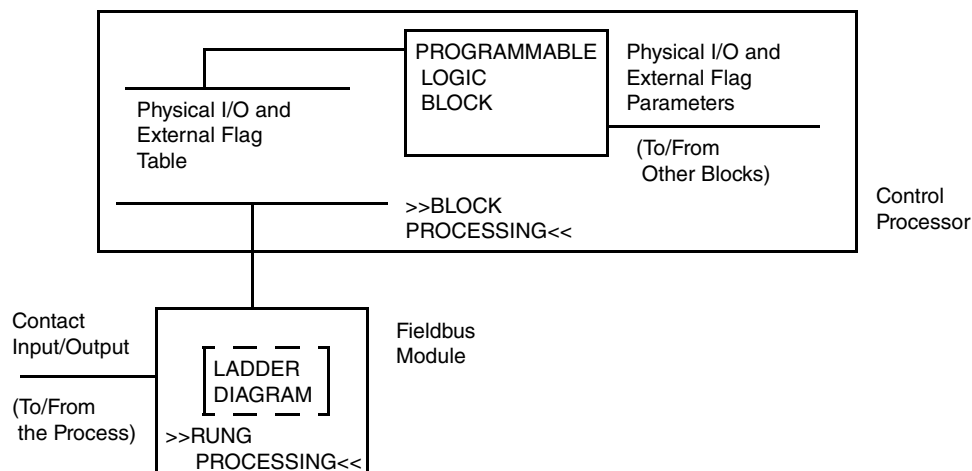 PROGRAMMABLE
LOGIC
BLOCK
Physical I/O and
External Flag
Parameters
Physical I/O and
External Flag
Table
(To/From
Other Blocks)
>>BLOCK
PROCESSING<<
Control
Processor
Contact
Input/Output
Fieldbus
Module
LADDER
DIAGRAM
(To/From
the Process)
>>RUNG
PROCESSING<<